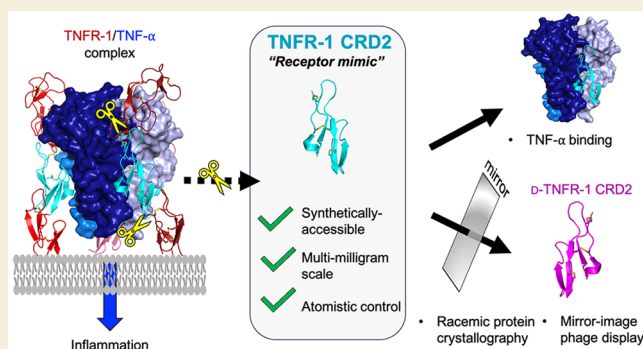 TNFR-1/TNF-α
complex
Inflammation
TNFR-1 CRD2
“Receptor mimic”
Synthetically-
accessible
Multi-milligram
scale
Atomistic control
• TNF-α binding
mirror
D-TNFR-1 CRD2
• Racemic protein
crystallography
• Mirror-image
phage display